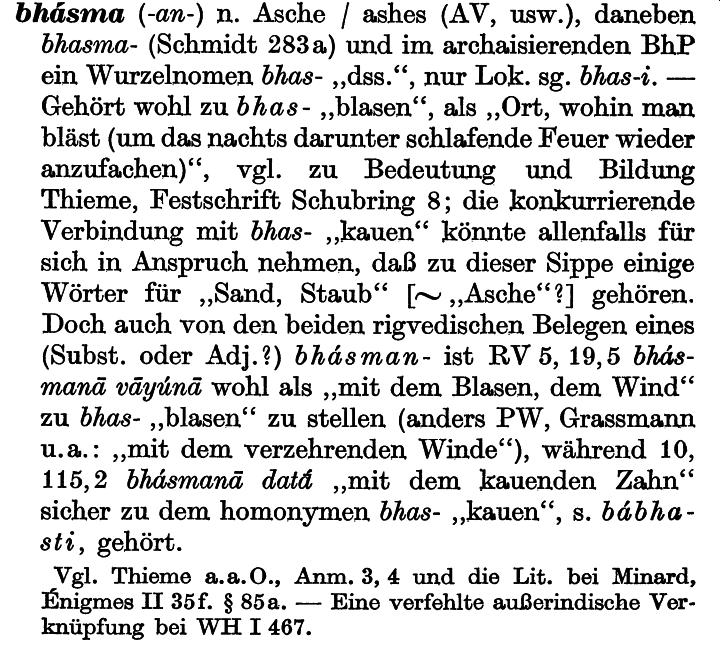 bhásma (-an-) n. Asche / ashes (AV, usw.), daneben
bhasma- (Schmidt 283a) und im archaisierenden BhP
ein Wurzelnomen bhas- „dss.“, nur Lok. sg. bhas-i. —
Gehört wohl zu bhas- „blasen“, als „Ort, wohin man
bläst (um das nachts darunter schlafende Feuer wieder
anzufachen)“, vgl. zu Bedeutung und Bildung
Thieme, Festschrift Schubring 8; die konkurrierende
Verbindung mit bhas- „kauen“ könnte allenfalls für
sich in Anspruch nehmen, daß zu dieser Sippe einige
Wörter für „Sand, Staub“ [~ „Asche“?] gehören.
Doch auch von den beiden rigvedischen Belegen eines
(Subst. oder Adj.?) bhásman- ist RV 5, 19,5 bhás-
manā vāyúnā wohl als „mit dem Blasen, dem Wind“
zu bhas- „blasen“ zu stellen (anders PW, Grassmann
u.a.: „mit dem verzehrenden Winde“), während 10,
115,2 bhásmanā datā́ „mit dem kauenden Zahn“
sicher zu dem homonymen bhas- „kauen“, s. bábha-
sti, gehört.
Vgl. Thieme a.a.O., Anm. 3, 4 und die Lit. bei Minard,
Énigmes II 35f. § 85a. — Eine verfehlte außerindische Ver-
knüpfung bei WH I 467.